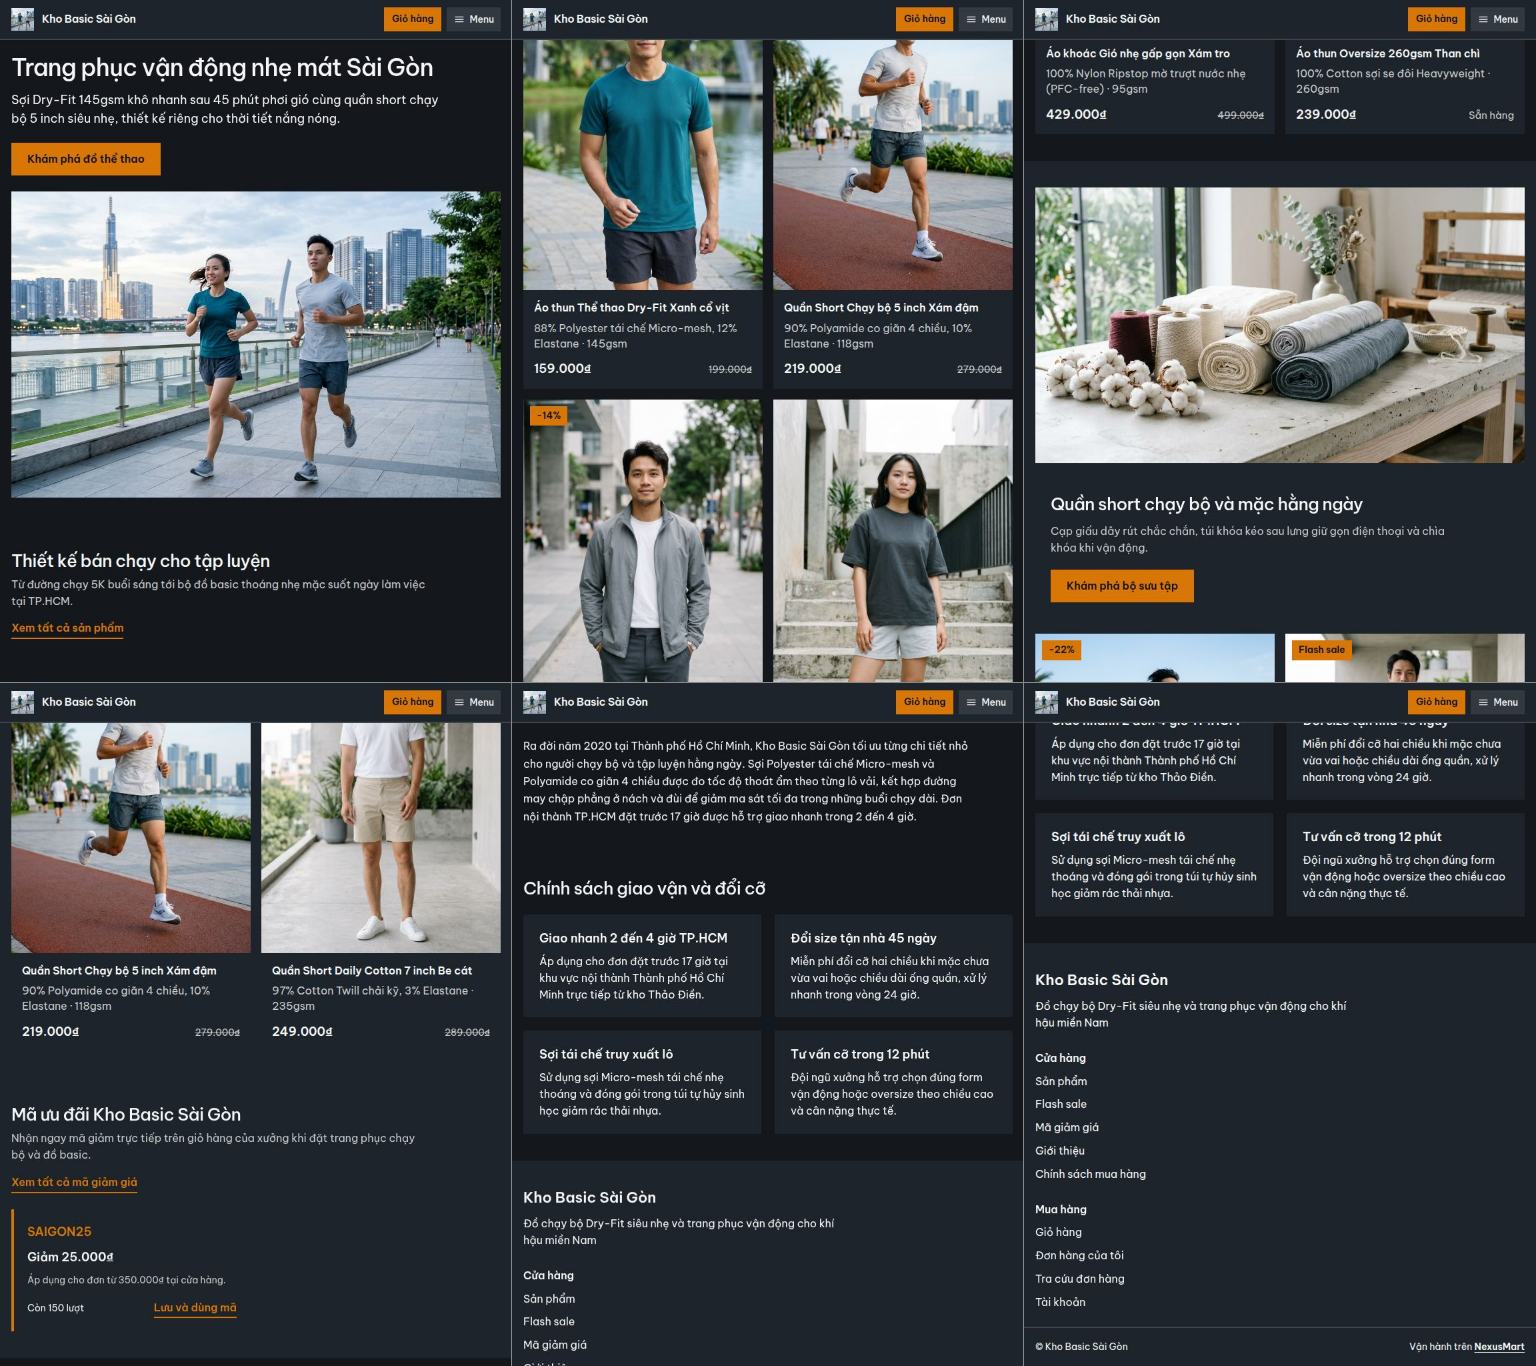 Kho Basic Sài Gòn
Giỏ hàng
Menu
Trang phục vận động nhẹ mát Sài Gòn
Sợi Dry-Fit 145gsm khô nhanh sau 45 phút phơi gió cùng quần short chạy
bộ 5 inch siêu nhẹ, thiết kế riêng cho thời tiết nắng nóng.
Khám phá đồ thể thao
Thiết kế bán chạy cho tập luyện
Từ đường chạy 5K buổi sáng tới bộ đồ basic thoáng nhẹ mặc suốt ngày làm việc
tại TP.HCM.
Xem tất cả sản phẩm
Kho Basic Sài Gòn
Giỏ hàng
Menu
Áo thun Thể thao Dry-Fit Xanh cổ vịt
88% Polyester tái chế Micro-mesh, 12%
Elastane · 145gsm
159.000₫
199.000₫
Quần Short Chạy bộ 5 inch Xám đậm
90% Polyamide co giãn 4 chiều, 10%
Elastane · 118gsm
219.000₫
279.000₫
-14%
Kho Basic Sài Gòn
Giỏ hàng
Menu
Áo khoác Gió nhẹ gấp gọn Xám tro
100% Nylon Ripstop mờ trượt nước nhẹ
(PFC-free) · 95gsm
429.000₫
499.000₫
Áo thun Oversize 260gsm Than chì
100% Cotton sợi se đôi Heavyweight ·
260gsm
239.000₫
Sẵn hàng
Quần short chạy bộ và mặc hằng ngày
Cạp giấu dây rút chắc chắn, túi khóa kéo sau lưng giữ gọn điện thoại và chìa
khóa khi vận động.
Khám phá bộ sưu tập
-22%
Flash sale
Kho Basic Sài Gòn
Giỏ hàng
Menu
Quần Short Chạy bộ 5 inch Xám đậm
90% Polyamide co giãn 4 chiều, 10%
Elastane · 118gsm
219.000₫
279.000₫
Quần Short Daily Cotton 7 inch Be cát
97% Cotton Twill chải kỹ, 3% Elastane ·
235gsm
249.000₫
289.000₫
Mã ưu đãi Kho Basic Sài Gòn
Nhận ngay mã giảm trực tiếp trên giỏ hàng của xưởng khi đặt trang phục chạy
bộ và đồ basic.
Xem tất cả mã giảm giá
SAIGON25
Giảm 25.000₫
Áp dụng cho đơn từ 350.000₫ tại cửa hàng.
Còn 150 lượt
Lưu và dùng mã
Kho Basic Sài Gòn
Giỏ hàng
Menu
Ra đời năm 2020 tại Thành phố Hồ Chí Minh, Kho Basic Sài Gòn tối ưu từng chi tiết nhỏ
cho người chạy bộ và tập luyện hằng ngày. Sợi Polyester tái chế Micro-mesh và
Polyamide co giãn 4 chiều được đo tốc độ thoát ẩm theo từng lô vải, kết hợp đường
may chập phẳng ở nách và đùi để giảm ma sát tối đa trong những buổi chạy dài. Đơn
nội thành TP.HCM đặt trước 17 giờ được hỗ trợ giao nhanh trong 2 đến 4 giờ.
Chính sách giao vận và đổi cỡ
Giao nhanh 2 đến 4 giờ TP.HCM
Áp dụng cho đơn đặt trước 17 giờ tại
khu vực nội thành Thành phố Hồ Chí
Minh trực tiếp từ kho Thảo Điền.
Đổi size tận nhà 45 ngày
Miễn phí đổi cỡ hai chiều khi mặc chưa
vừa vai hoặc chiều dài ống quần, xử lý
nhanh trong vòng 24 giờ.
Sợi tái chế truy xuất lô
Sử dụng sợi Micro-mesh tái chế nhẹ
thoáng và đóng gói trong túi tự hủy sinh
học giảm rác thải nhựa.
Tư vấn cỡ trong 12 phút
Đội ngũ xưởng hỗ trợ chọn đúng form
vận động hoặc oversize theo chiều cao
và cân nặng thực tế.
Kho Basic Sài Gòn
Đồ chạy bộ Dry-Fit siêu nhẹ và trang phục vận động cho khí
hậu miền Nam
Cửa hàng
Sản phẩm
Flash sale
Mã giảm giá
Kho Basic Sài Gòn
Giỏ hàng
Menu
Áp dụng cho đơn đặt trước 17 giờ tại
khu vực nội thành Thành phố Hồ Chí
Minh trực tiếp từ kho Thảo Điền.
Miễn phí đổi cỡ hai chiều khi mặc chưa
vừa vai hoặc chiều dài ống quần, xử lý
nhanh trong vòng 24 giờ.
Sợi tái chế truy xuất lô
Sử dụng sợi Micro-mesh tái chế nhẹ
thoáng và đóng gói trong túi tự hủy sinh
học giảm rác thải nhựa.
Tư vấn cỡ trong 12 phút
Đội ngũ xưởng hỗ trợ chọn đúng form
vận động hoặc oversize theo chiều cao
và cân nặng thực tế.
Kho Basic Sài Gòn
Đồ chạy bộ Dry-Fit siêu nhẹ và trang phục vận động cho khí
hậu miền Nam
Cửa hàng
Sản phẩm
Flash sale
Mã giảm giá
Giới thiệu
Chính sách mua hàng
Mua hàng
Giỏ hàng
Đơn hàng của tôi
Tra cứu đơn hàng
Tài khoản
© Kho Basic Sài Gòn
Vận hành trên NexusMart